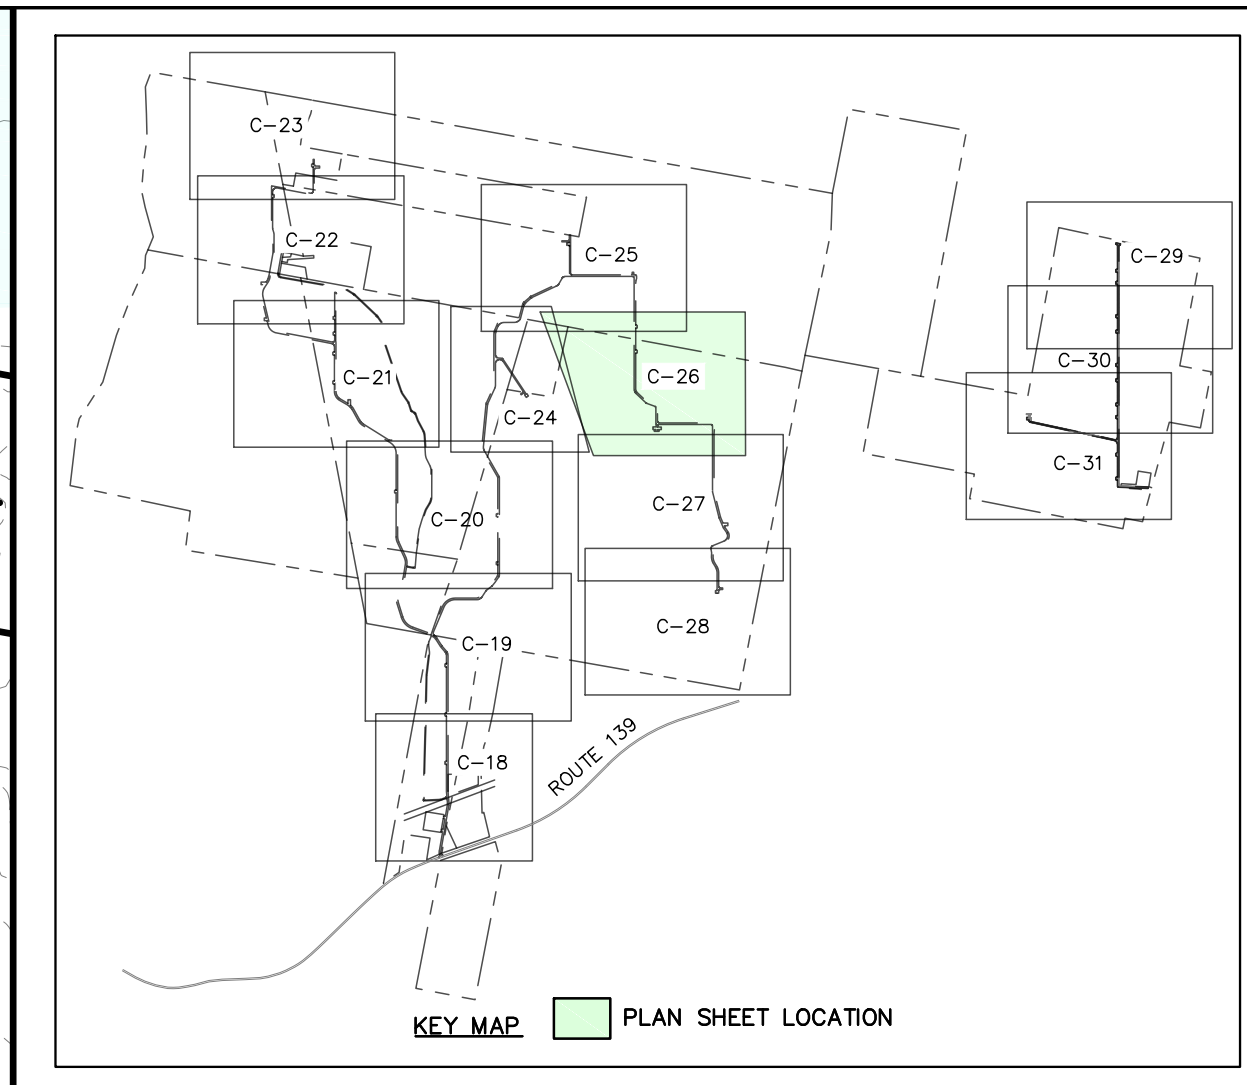 C-23
C-22
C-25
C-29
C-30
C-21
C-26
C-24
C-31
C-20
C-27
C-28
C-19
C-18
ROUTE 139
KEY MAP
PLAN SHEET LOCATION